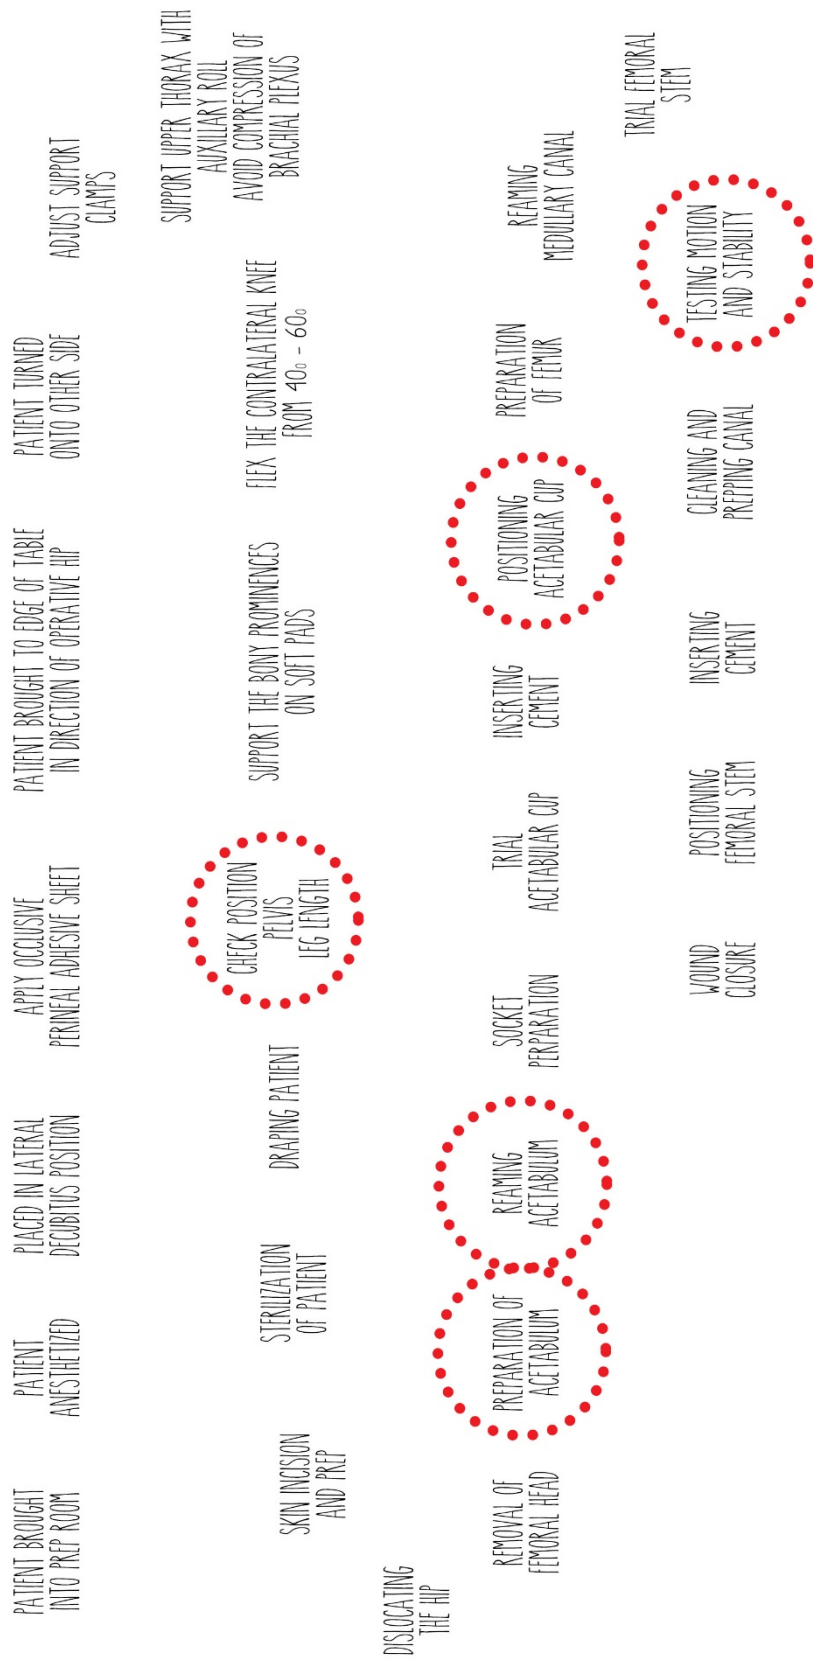 PATIENT BROUGHT
INTO PREP ROOM
PATIENT
ANESTHETIZED
PLACED IN LATERAL
DECUBITUS POSITION
APPLY OCCLUSIVE
PERINEAL ADHESIVE SHEET
PATIENT BROUGHT TO EDGE OF TABLE
IN DIRECTION OF OPERATIVE HIP
PATIENT TURNED
ONTO OTHER SIDE
ADJUST SUPPORT
CLAMPS
SUPPORT UPPER THORAX WITH
AUXILLARY ROLL
AVOID COMPRESSION OF
BRACHIAL PLEXUS
FLEX THE CONTRALATERAL KNEE
FROM 40o - 60o
SUPPORT THE BONY PROMINENCES
ON SOFT PADS
CHECK POSITION
PELVIS
LEG LENGTH
DRAPING PATIENT
STERILIZATION
OF PATIENT
SKIN INCISION
AND PREP
DISLOCATING
THE HIP
REMOVAL OF
FEMORAL HEAD
PREPARATION OF
ACETABULUM
REAMING
ACETABULUM
SOCKET
PERPARATION
TRIAL
ACETABULAR CUP
INSERTING
CEMENT
POSITIONING
ACETABULAR CUP
PREPARATION
OF FEMUR
REAMING
MEDULLARY CANAL
TRIAL FEMORAL
STEM
TESTING MOTION
AND STABILITY
CLEANING AND
PREPPING CANAL
INSERTING
CEMENT
POSITIONING
FEMORAL STEM
WOUND
CLOSURE